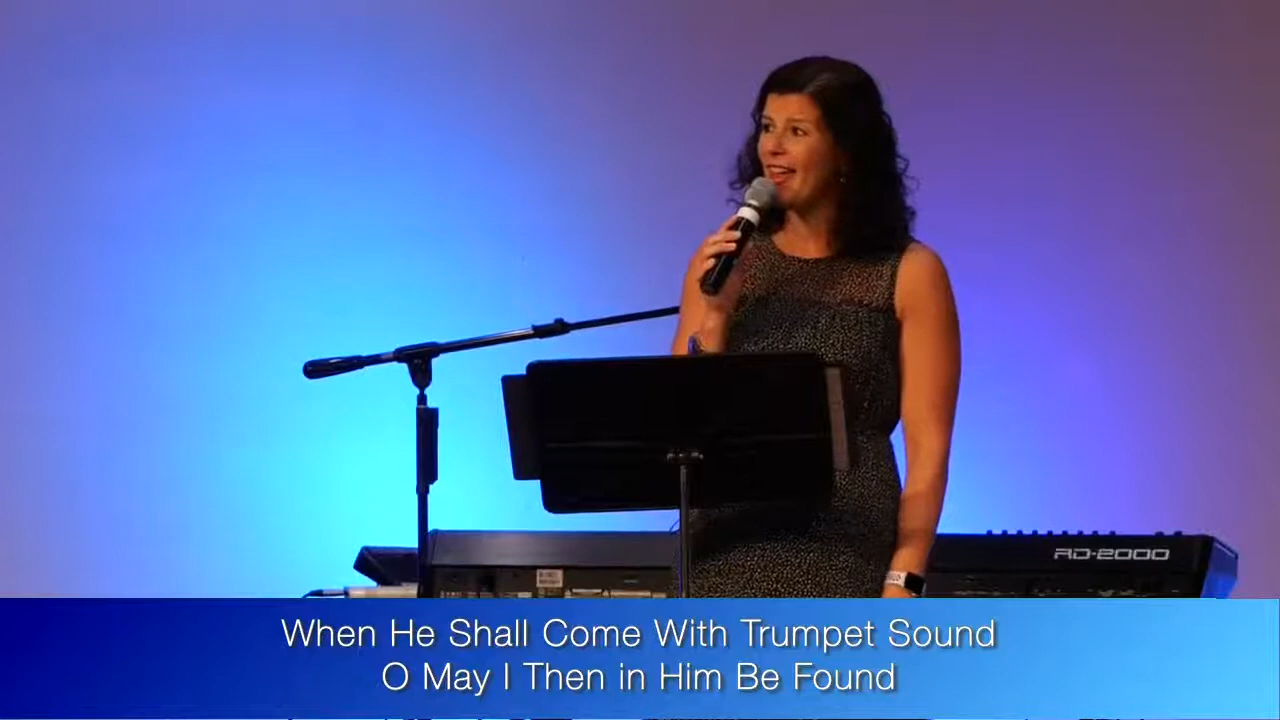 RD-2000
When He Shall Come With Trumpet Sound
O May I Then in Him Be Found